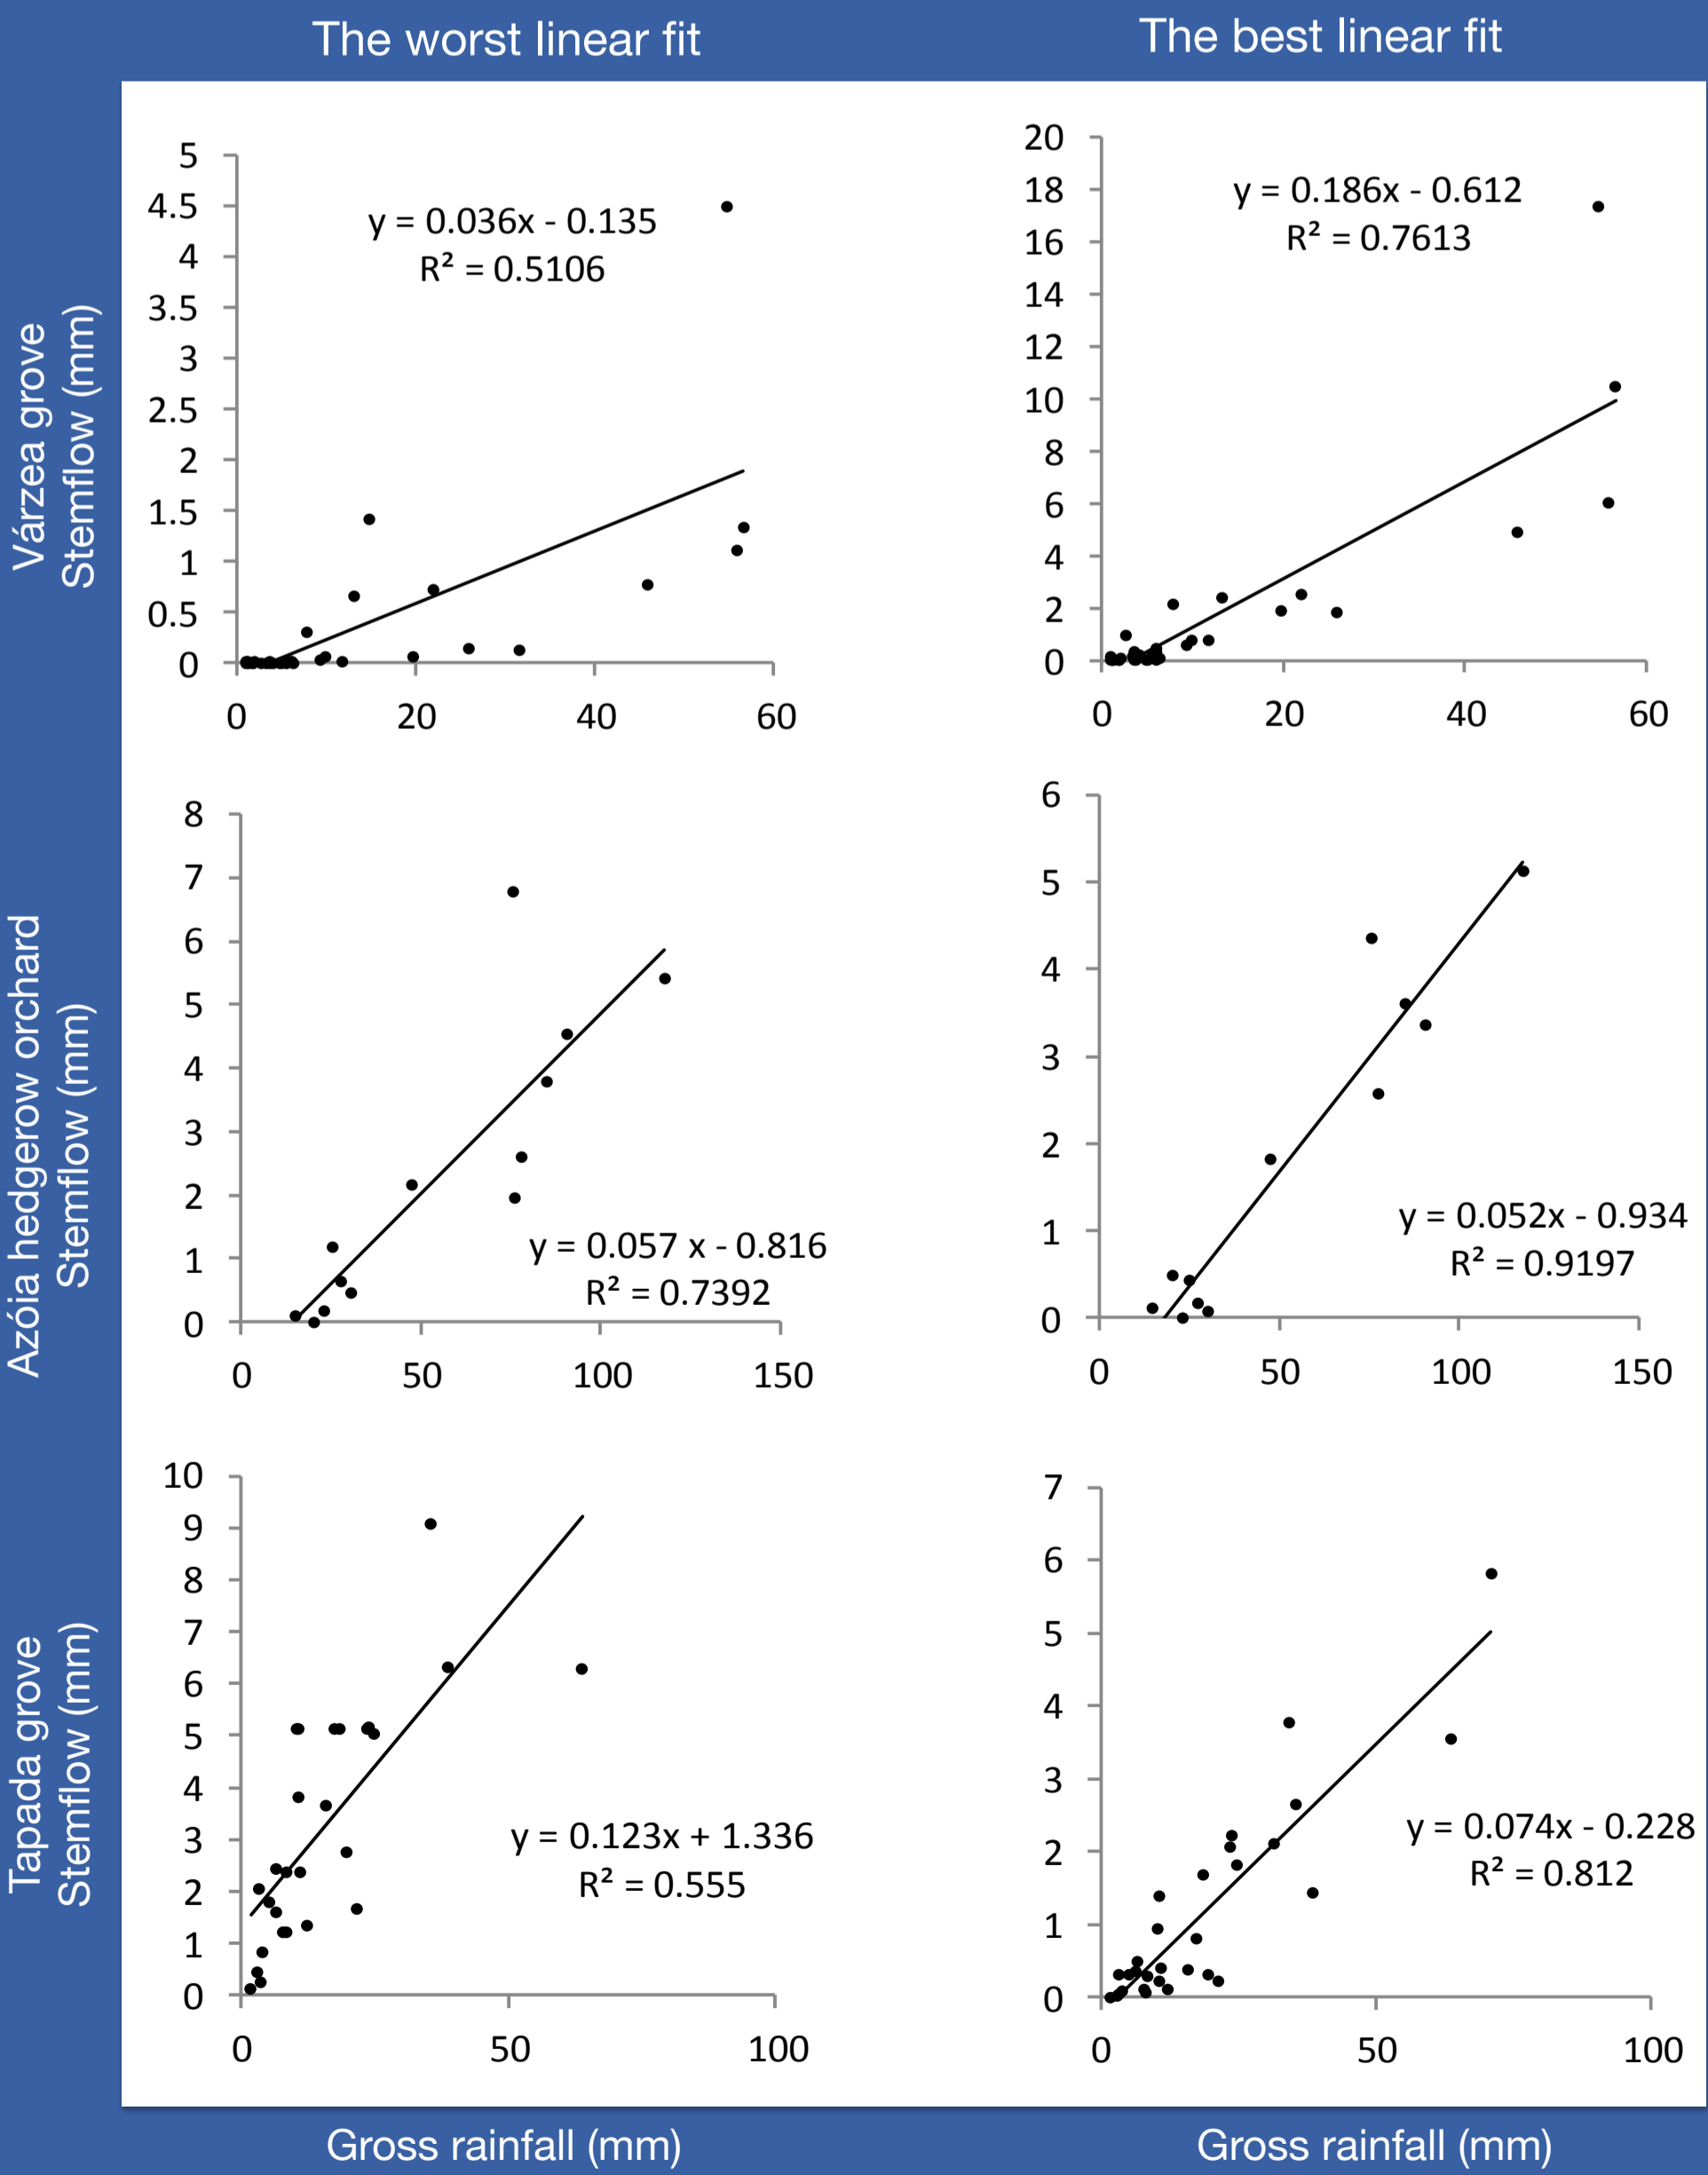 The worst linear fit
The best linear fit
Várzea grove
Stemflow (mm)
5
4.5
4
3.5
3
2.5
2
1.5
1
0.5
0
y = 0.036x - 0.135
R² = 0.5106
0 20 40 60
20
18
16
14
12
10
8
6
4
2
0
y = 0.186x - 0.612
R² = 0.7613
0 20 40 60
Azóia hedgerow orchard
Stemflow (mm)
8
7
6
5
4
3
2
1
0
y = 0.057 x - 0.816
R² = 0.7392
0 50 100 150
6
5
4
3
2
1
0
y = 0.052x - 0.934
R² = 0.9197
0 50 100 150
Tapada grove
Stemflow (mm)
10
9
8
7
6
5
4
3
2
1
0
y = 0.123x + 1.336
R² = 0.555
0 50 100
7
6
5
4
3
2
1
0
y = 0.074x - 0.228
R² = 0.812
0 50 100
Gross rainfall (mm)
Gross rainfall (mm)